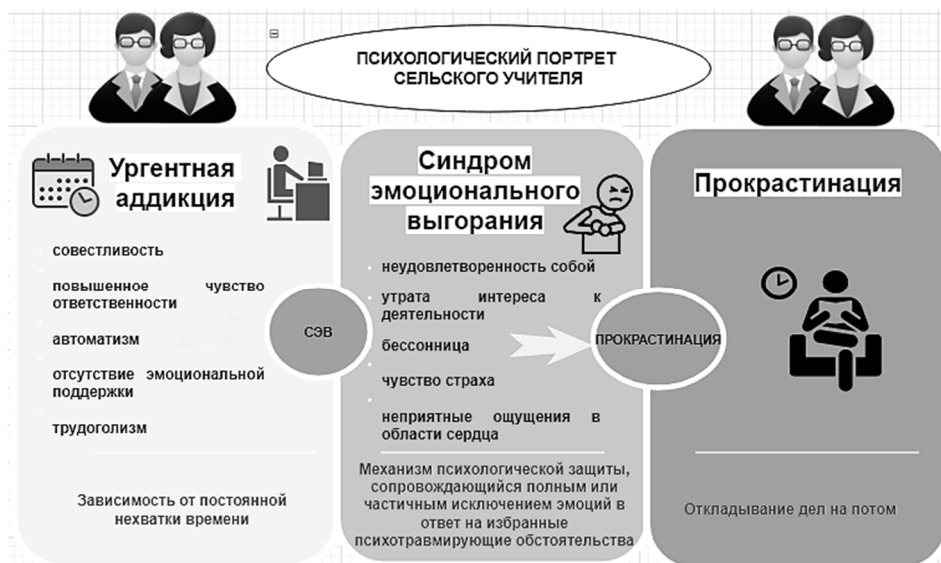 ПСИХОЛОГИЧЕСКИЙ ПОРТРЕТ
СЕЛЬСКОГО УЧИТЕЛЯ
Ургентная
аддикция
совестливость
повышенное чувство
ответственности
автоматизм
отсутствие эмоциональной
поддержки
трудоголизм
Зависимость от постоянной
нехватки времени
СЭВ
Синдром
эмоционального
выгорания
неудовлетворенность собой
утрата интереса к
деятельности
бессонница
чувство страха
неприятные ощущения в
области сердца
Механизм психологической защиты,
сопровождающийся полным или
частичным исключением эмоций в
ответ на избранные
психотравмирующие обстоятельства
ПРОКРАСТИНАЦИЯ
Прокрастинация
Откладывание дел на потом